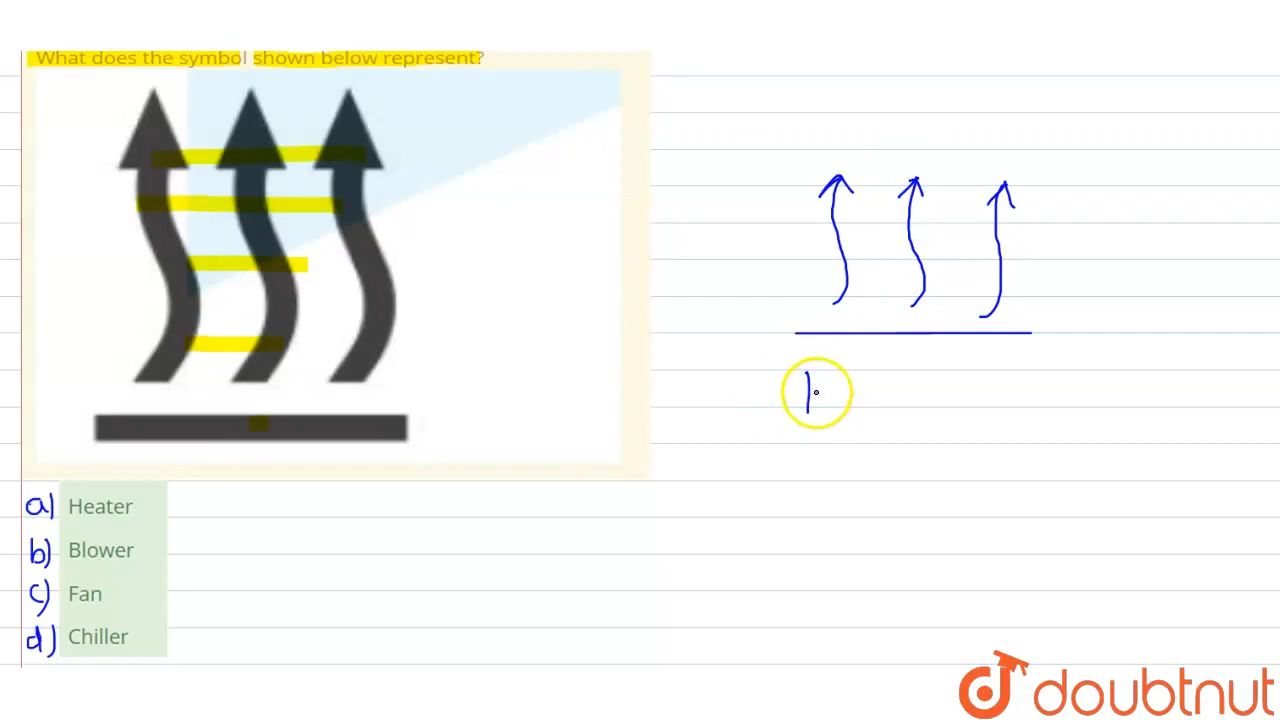 What does the symbol shown below represent?
a) Heater
b) Blower
c) Fan
d) Chiller
doubtnut